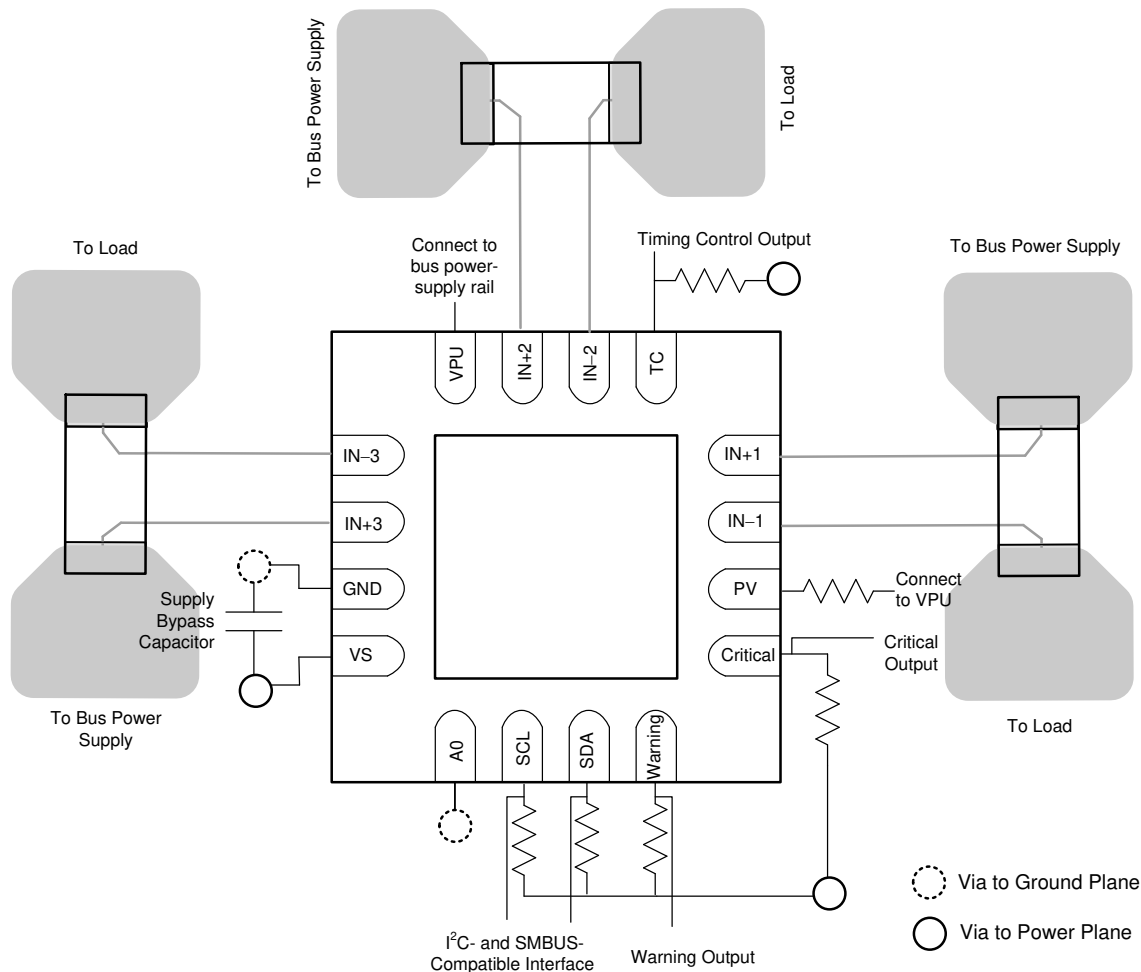 To Bus Power Supply
To Load
To Load
Connect to
bus power-
supply rail
Timing Control Output
To Bus Power Supply
VPU
IN+2
IN–2
TC
IN–3
IN+3
GND
VS
IN+1
IN–1
PV
Critical
Connect
to VPU
Critical
Output
Supply
Bypass
Capacitor
To Bus Power
Supply
To Load
A0
SCL
SDA
Warning
I²C- and SMBUS-
Compatible Interface
Warning Output
Via to Ground Plane
Via to Power Plane